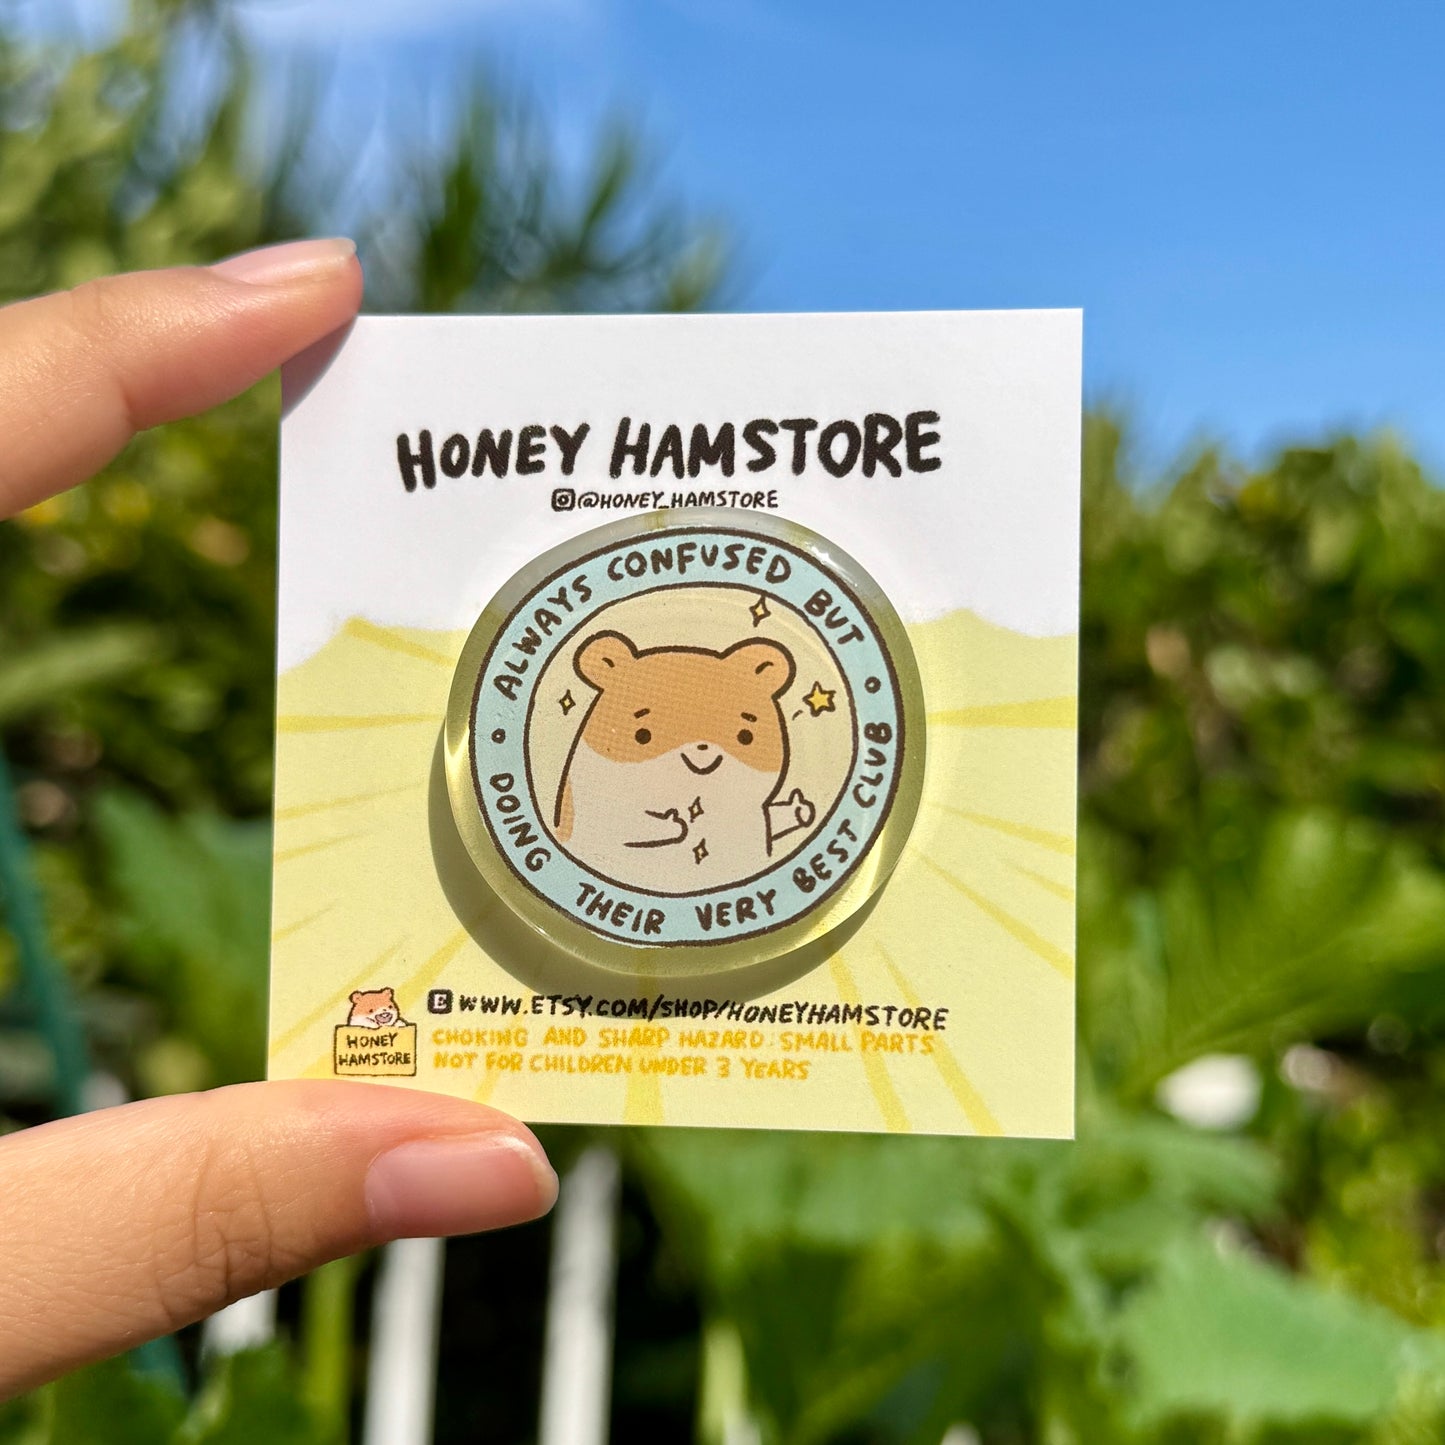 HONEY HAMSTORE
@HONEY_HAMSTORE
ALWAYS CONFUSED BUT
DOING THEIR VERY BEST CLUB
WWW.ETSY.COM/SHOP/HONEYHAMSTORE
CHOKING AND SHARP HAZARD: SMALL PARTS
NOT FOR CHILDREN UNDER 3 YEARS
HONEY
HAMSTORE